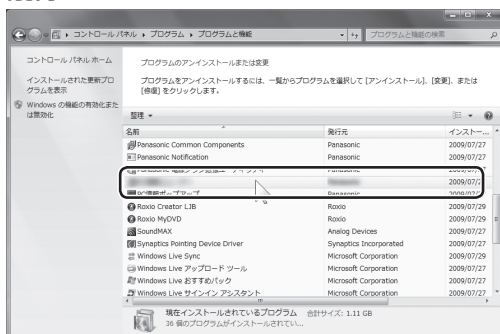 コントロール パネル ▸ プログラム ▸ プログラムと機能
プログラムと機能の検索
コントロール パネル ホーム
インストールされた更新プロ
グラムを表示
Windows の機能の有効化また
は無効化
プログラムのアンインストールまたは変更
プログラムをアンインストールするには、一覧からプログラムを選択して [アンインストール]、[変更]、または
[修復] をクリックします。
整理 ▾
名前 発行元 インストー...
Panasonic Common Components Panasonic 2009/07/27
Panasonic Notification Panasonic 2009/07/27
PC情報ポップアップ
Roxio Creator LJB Roxio 2009/07/29
Roxio MyDVD Roxio 2009/07/29
SoundMAX Analog Devices 2009/07/27
Synaptics Pointing Device Driver Synaptics Incorporated 2009/07/27
Windows Live Sync Microsoft Corporation 2009/07/29
Windows Live アップロード ツール Microsoft Corporation 2009/07/27
Windows Live おすすめパック Microsoft Corporation 2009/07/27
Windows Live サインイン アシスタント Microsoft Corporation 2009/07/27
現在インストールされているプログラム 合計サイズ: 1.11 GB
36 個のプログラムがインストールされてい...